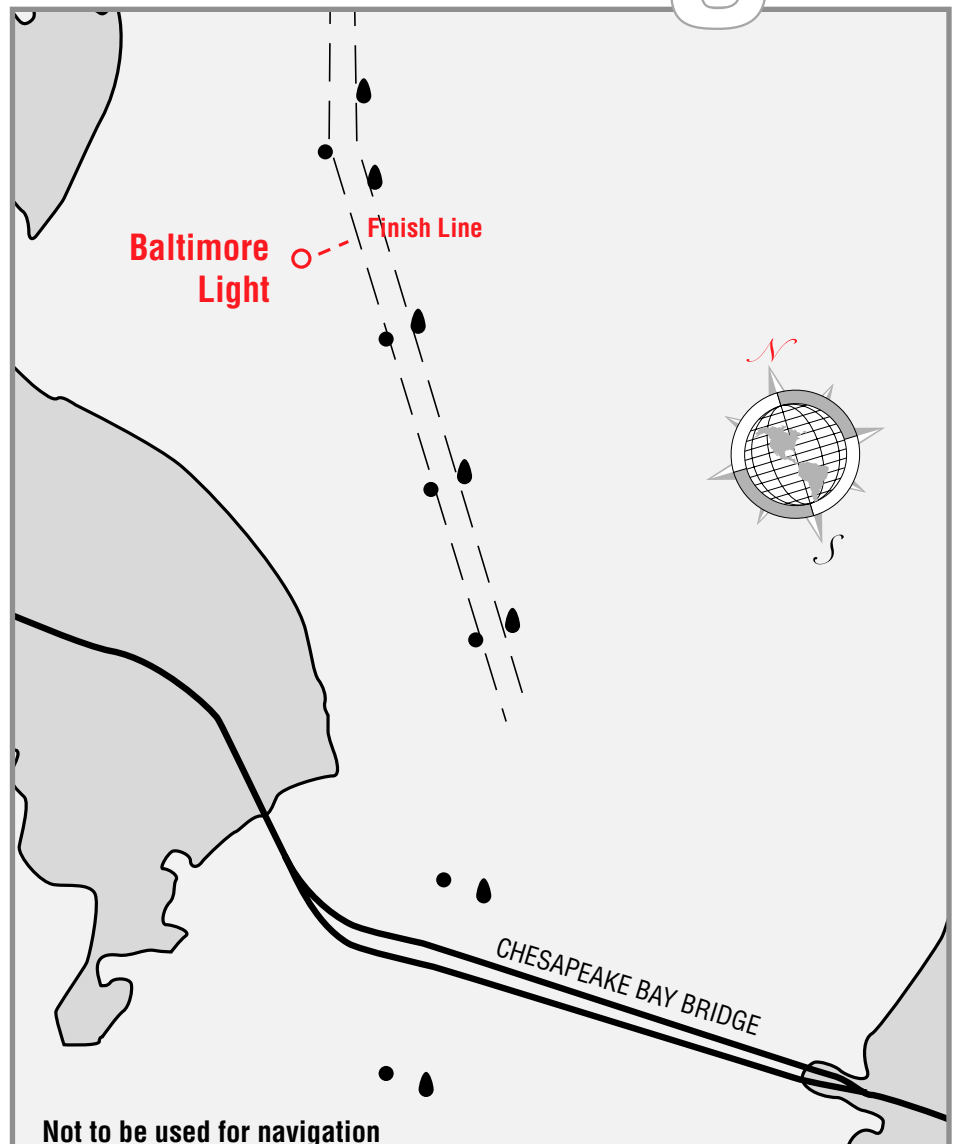 Finish Line
Baltimore
Light
N
S
CHESAPEAKE BAY BRIDGE
Not to be used for navigation